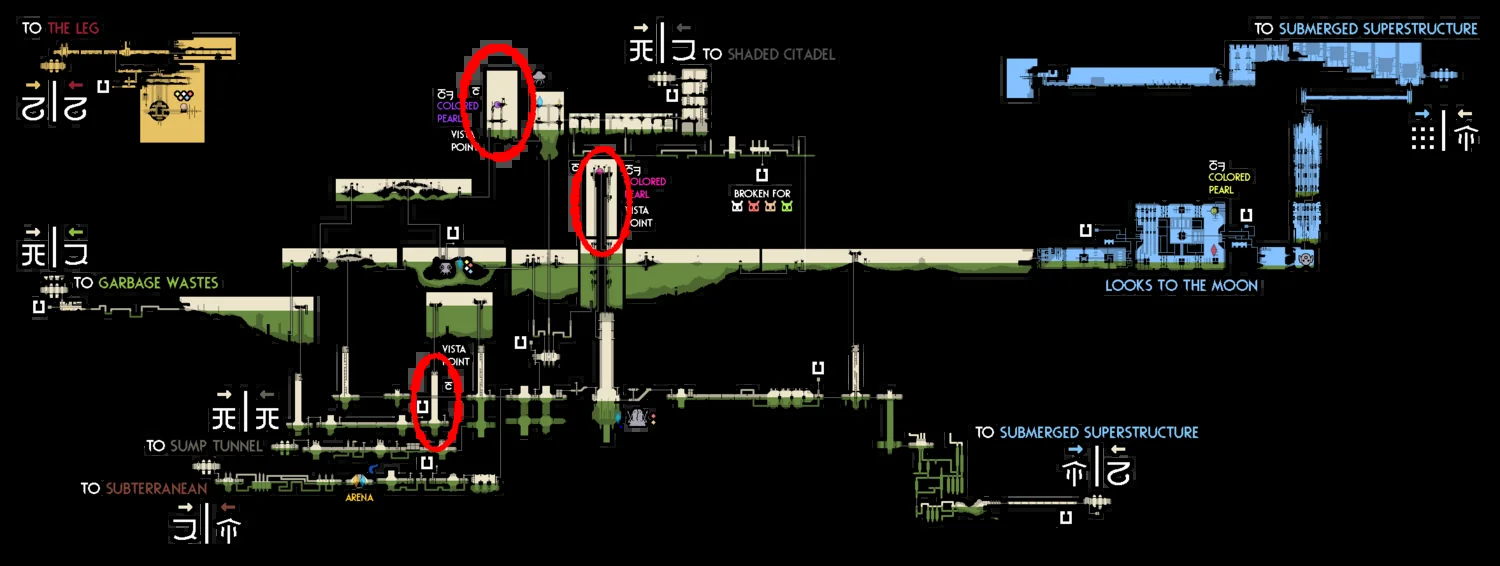 TO THE LEG
TO SHADED CITADEL
TO SUBMERGED SUPERSTRUCTURE
COLORED
PEARL
VISTA
POINT
COLORED
PEARL
VISTA
POINT
BROKEN FOR
COLORED
PEARL
TO GARBAGE WASTES
LOOKS TO THE MOON
VISTA
POINT
TO SUMP TUNNEL
TO SUBMERGED SUPERSTRUCTURE
TO SUBTERRANEAN
ARENA